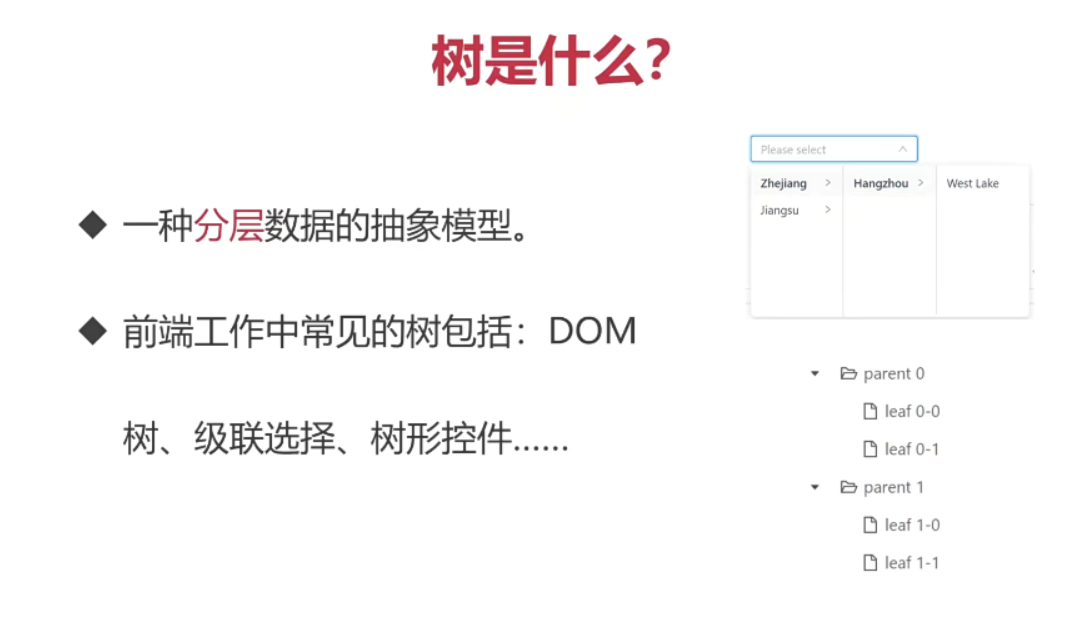 树是什么？
一种分层数据的抽象模型。
前端工作中常见的树包括：DOM
树、级联选择、树形控件......
Please select
Zhejiang Hangzhou West Lake
Jiangsu
parent 0
leaf 0-0
leaf 0-1
parent 1
leaf 1-0
leaf 1-1